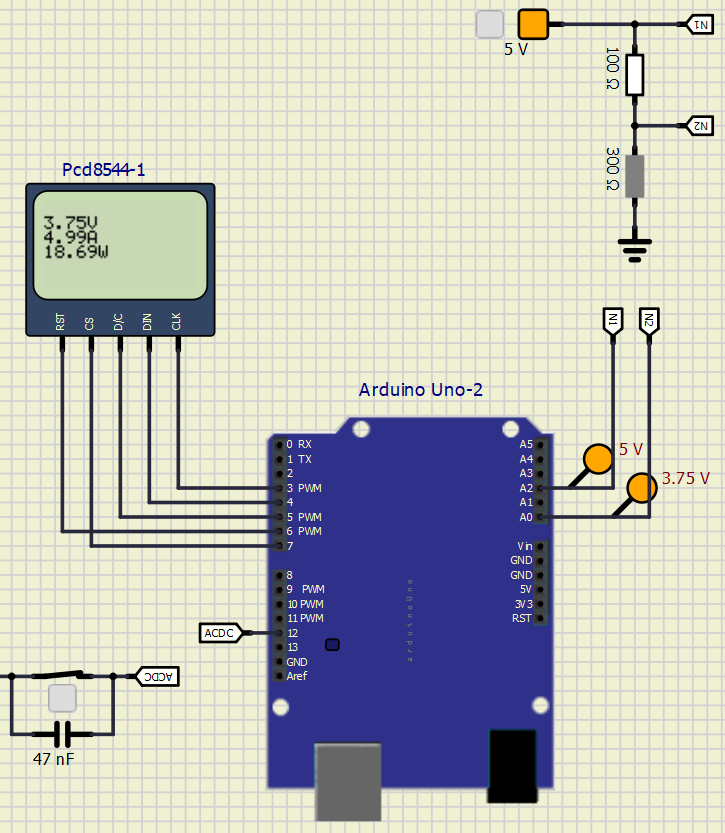 5 V
N1
100 Ω
N2
300 Ω
Pcd8544-1
3.75V
4.99A
18.69W
RST CS D/C DIN CLK
N1 N2
Arduino Uno-2
5 V
3.75 V
0 RX
1 TX
2
3 PWM
4
5 PWM
6 PWM
7
8
9 PWM
10 PWM
11 PWM
12
13
GND
Aref
A5
A4
A3
A2
A1
A0
Vin
GND
GND
5V
3V3
RST
arduinoUno
ACDC
ACDC
47 nF